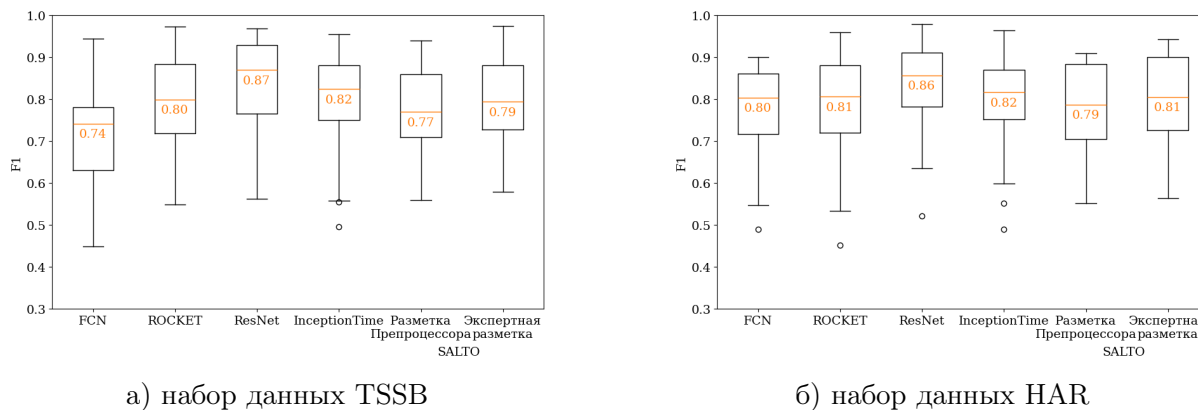 1.0
0.9
0.8
0.7
0.6
0.5
0.4
0.3
F1
0.74
0.80
0.87
0.82
0.77
0.79
FCN ROCKET ResNet InceptionTime Разметка Экспертная
Препроцессора разметка
SALTO
а) набор данных TSSB
1.0
0.9
0.8
0.7
0.6
0.5
0.4
0.3
F1
0.80
0.81
0.86
0.82
0.79
0.81
FCN ROCKET ResNet InceptionTime Разметка Экспертна
Препроцессора разметка
SALTO
б) набор данных HAR